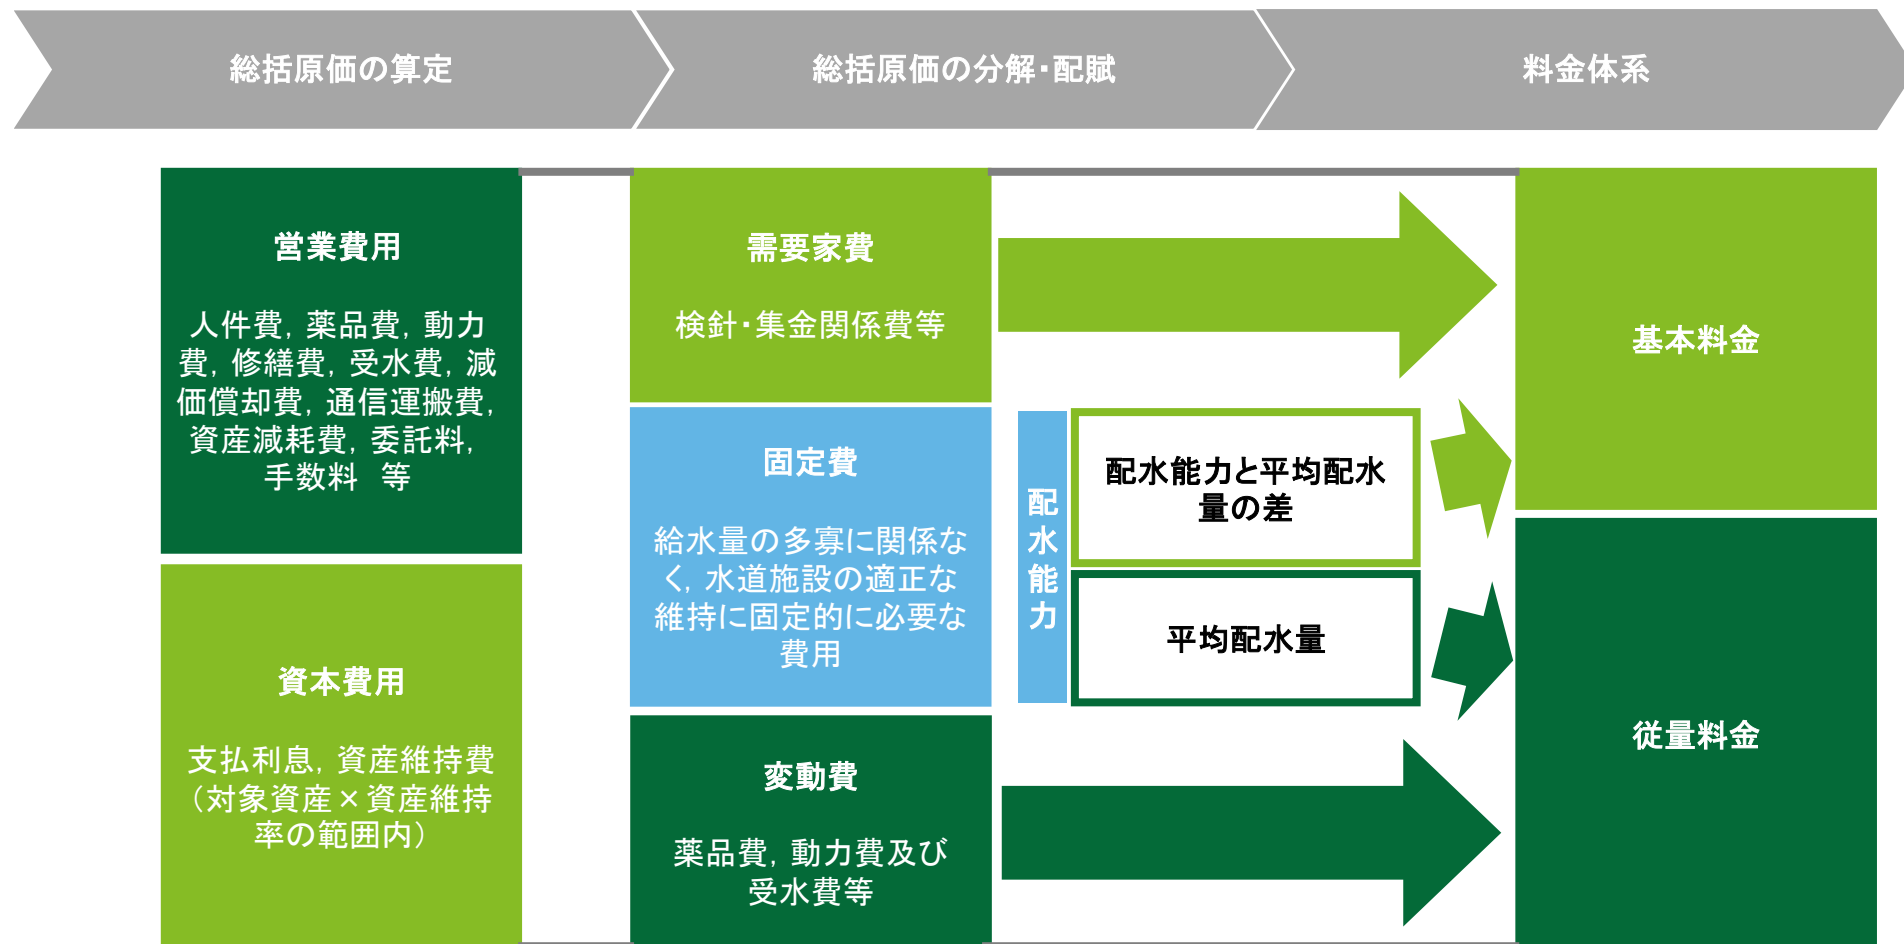 総括原価の算定
総括原価の分解・配賦
料金体系
営業費用
人件費, 薬品費, 動力
費, 修繕費, 受水費, 減
価償却費, 通信運搬費,
資産減耗費, 委託料,
手数料　等
資本費用
支払利息, 資産維持費
（対象資産×資産維持
率の範囲内）
需要家費
検針・集金関係費等
固定費
給水量の多寡に関係な
く, 水道施設の適正な
維持に固定的に必要な
費用
変動費
薬品費, 動力費及び
受水費等
配水能力
配水能力と平均配水
量の差
平均配水量
基本料金
従量料金